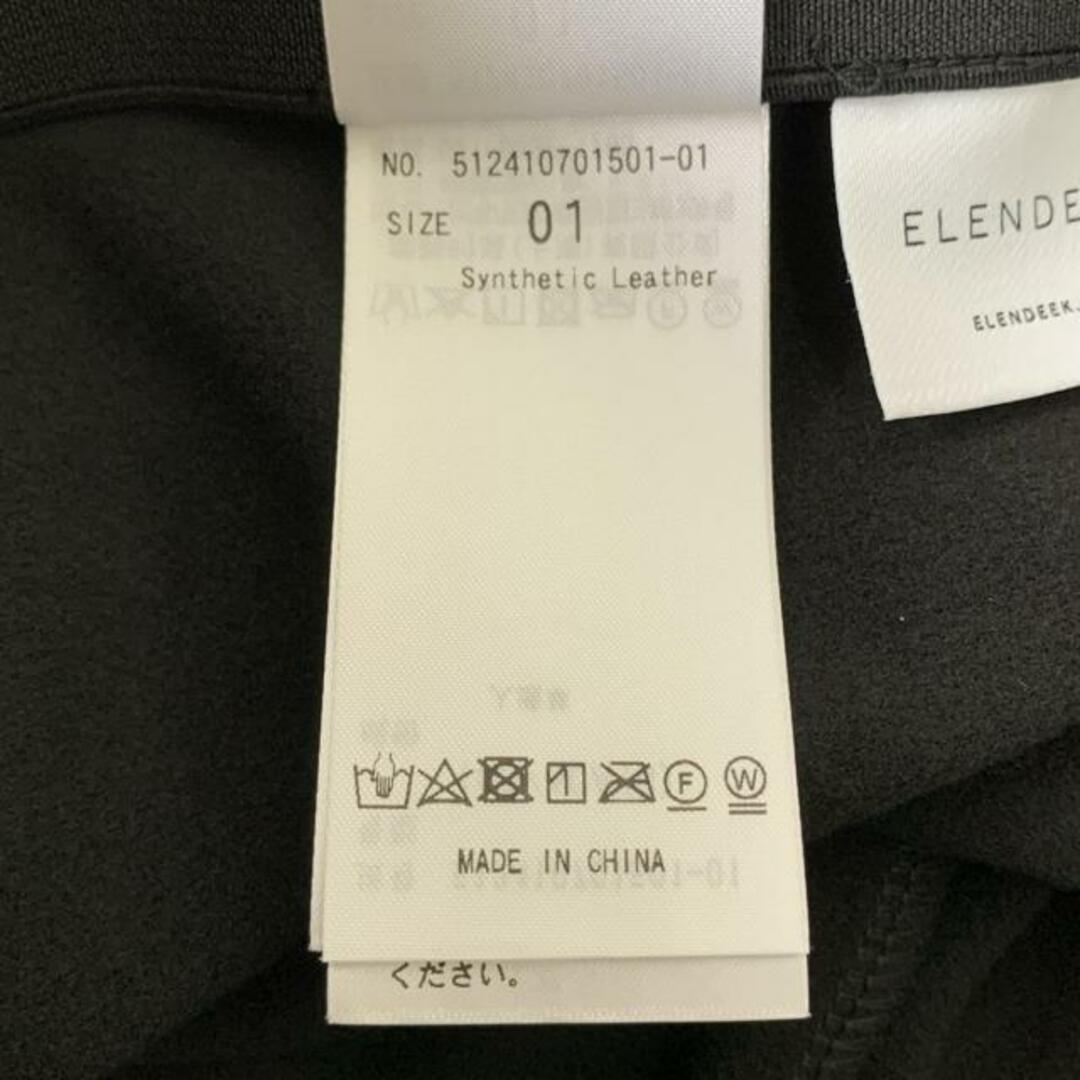 NO. 512410701501-01
SIZE 01
Synthetic Leather
ELENDE
ELENDEEK.
F W
MADE IN CHINA
ください。